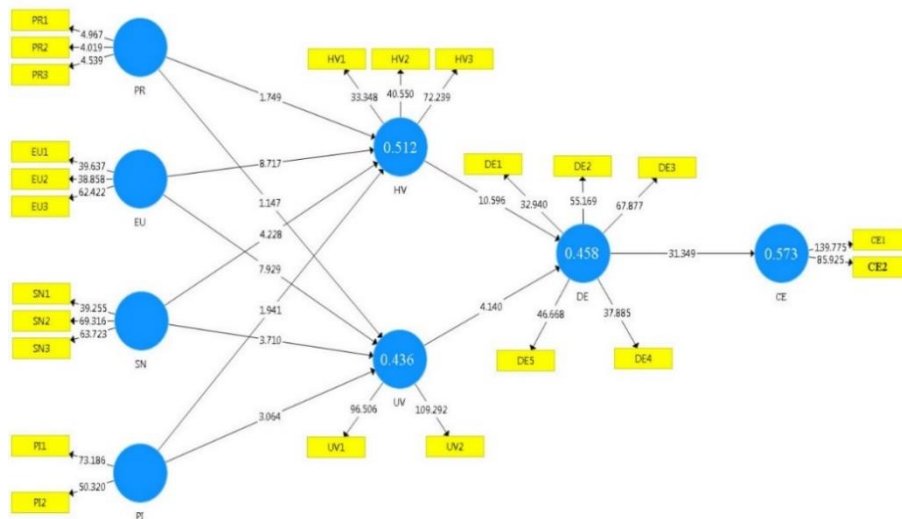 PR1
PR2
PR3
4.967
4.019
4.539
PR
EU1
EU2
EU3
39.637
38.858
62.422
EU
SN1
SN2
SN3
39.255
69.316
63.723
SN
PI1
PI2
73.186
50.320
PI
1.749
8.717
1.147
4.228
7.929
1.941
3.710
3.064
HV1
HV2
HV3
33.348
40.550
72.239
0.512
HV
0.436
UV
96.506
109.292
UV1
UV2
10.596
4.140
DE1
DE2
DE3
32.940
55.169
67.877
0.458
DE
46.668
37.885
DE5
DE4
31.349
0.573
CE
139.775
85.925
CE1
CE2